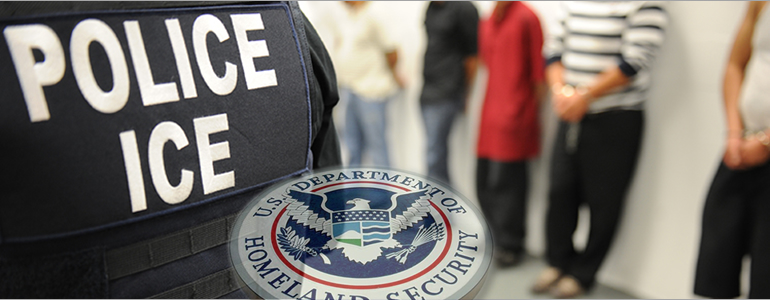 POLICE
ICE
U.S. DEPARTMENT OF
HOMELAND SECURITY